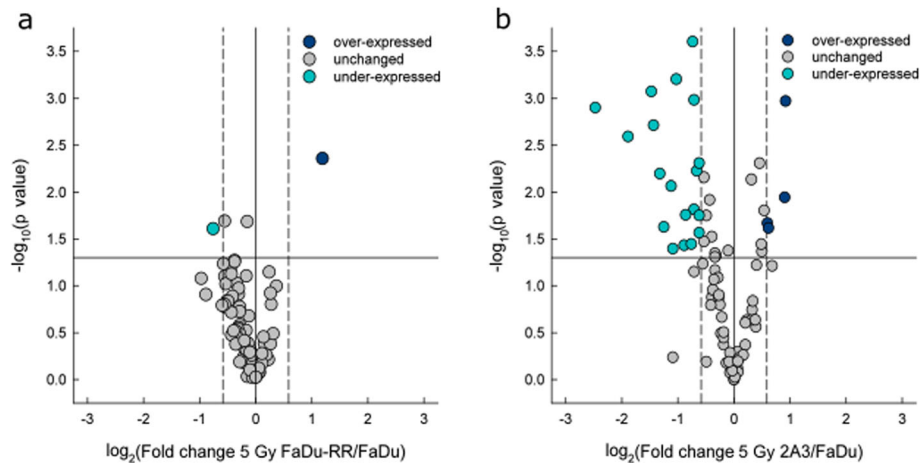 a
over-expressed
unchanged
under-expressed
3.5
3.0
2.5
2.0
1.5
1.0
0.5
0.0
-log10(p value)
-3 -2 -1 0 1 2 3
log2(Fold change 5 Gy FaDu-RR/FaDu)
b
over-expressed
unchanged
under-expressed
3.5
3.0
2.5
2.0
1.5
1.0
0.5
0.0
-log10(p value)
-3 -2 -1 0 1 2 3
log2(Fold change 5 Gy 2A3/FaDu)